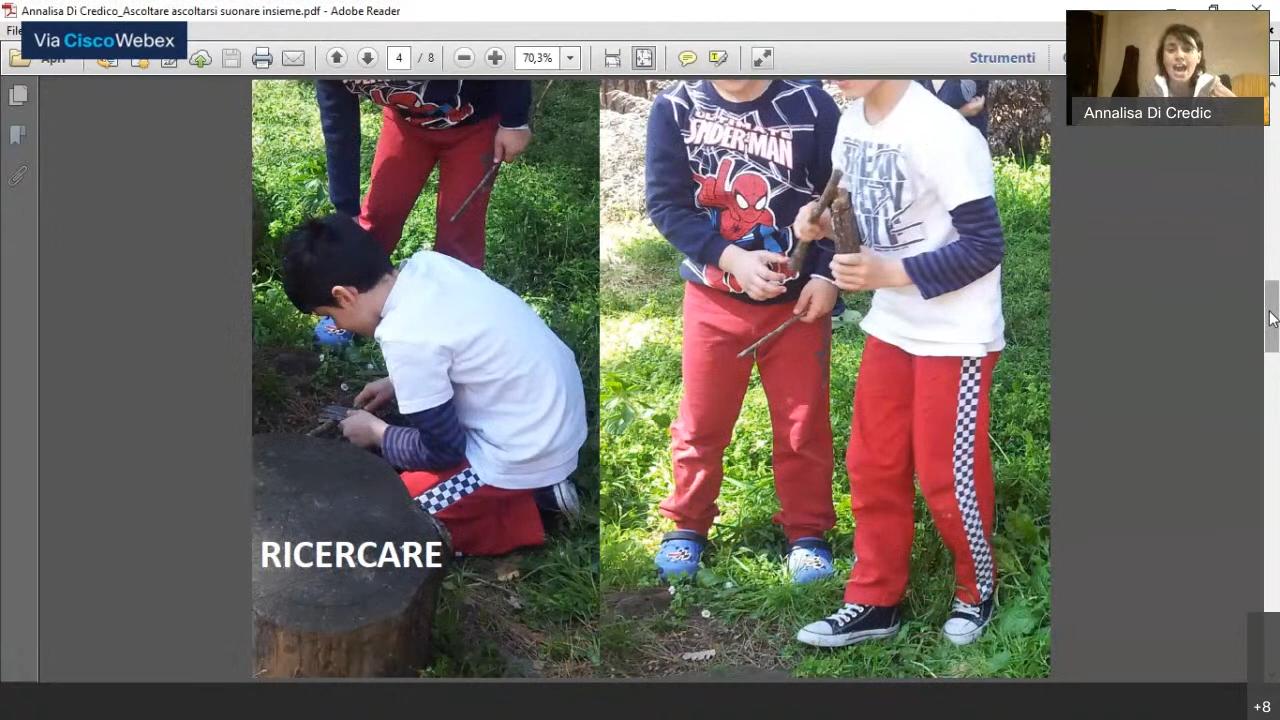 Annalisa Di Credico_Ascoltare ascoltarsi suonare insieme.pdf - Adobe Reader
Via CiscoWebex
4 / 8
70,3%
Strumenti
Annalisa Di Credic
SPIDER-MAN
RICERCARE
+8